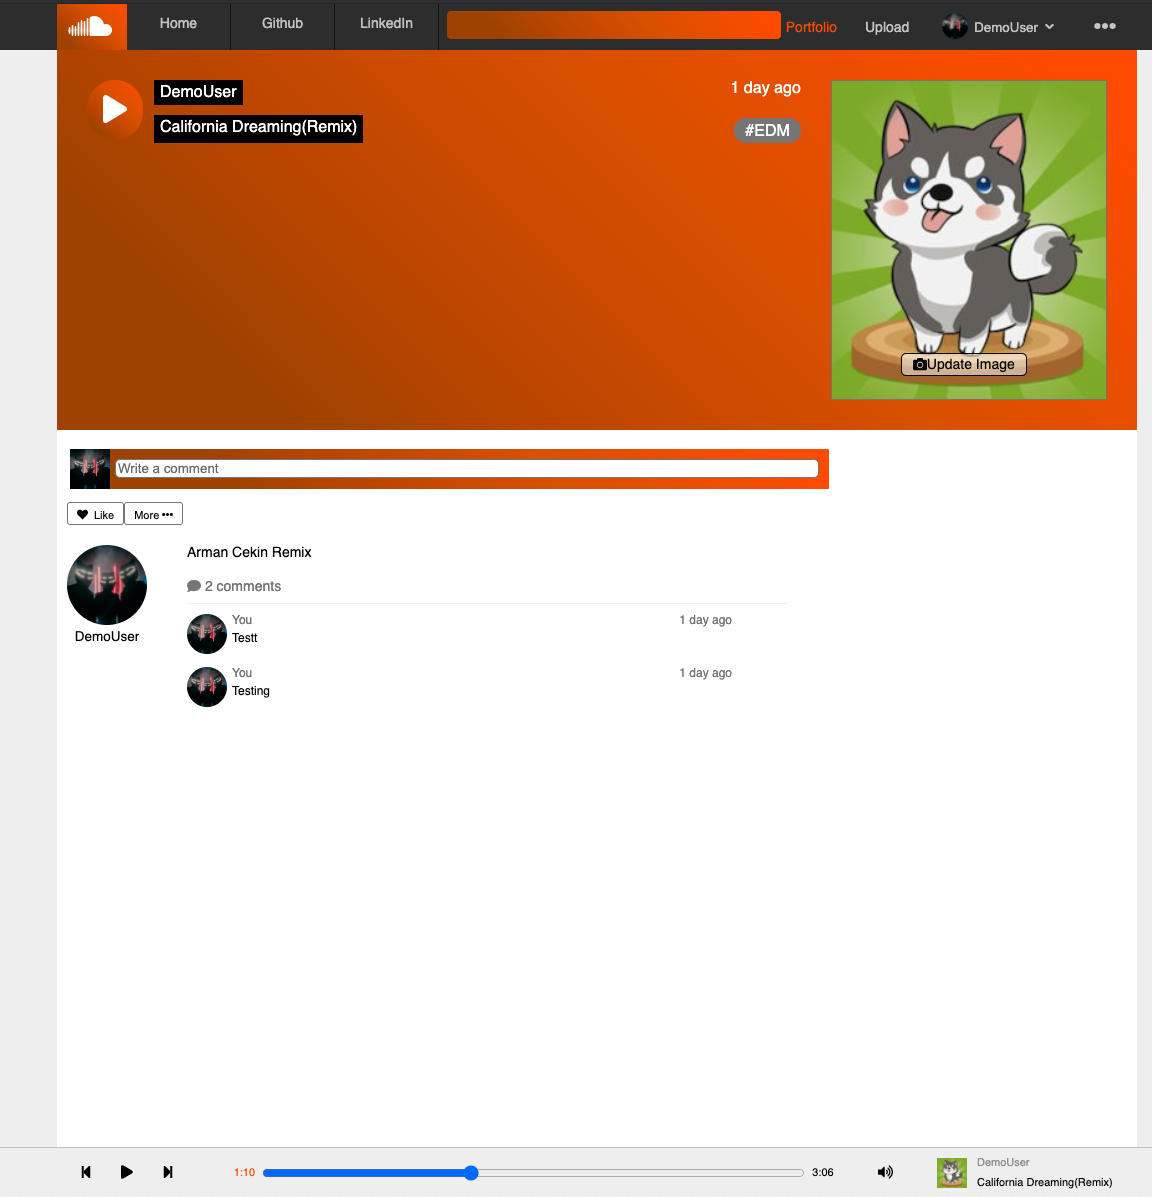 Home Github LinkedIn Portfolio Upload DemoUser
DemoUser
California Dreaming(Remix)
1 day ago
#EDM
Update Image
Write a comment
Like More
DemoUser
Arman Cekin Remix
2 comments
You 1 day ago
Testt
You 1 day ago
Testing
1:10 3:06
DemoUser
California Dreaming(Remix)